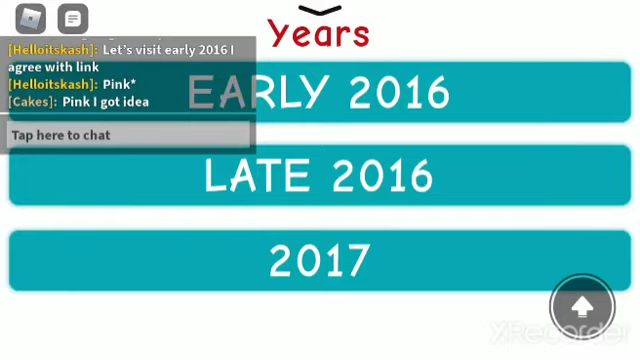 Years
[Helloitskash]: Let's visit early 2016 I
agree with link
[Helloitskash]: Pink*
[Cakes]: Pink I got idea
Tap here to chat
EARLY 2016
LATE 2016
2017
XRecorder